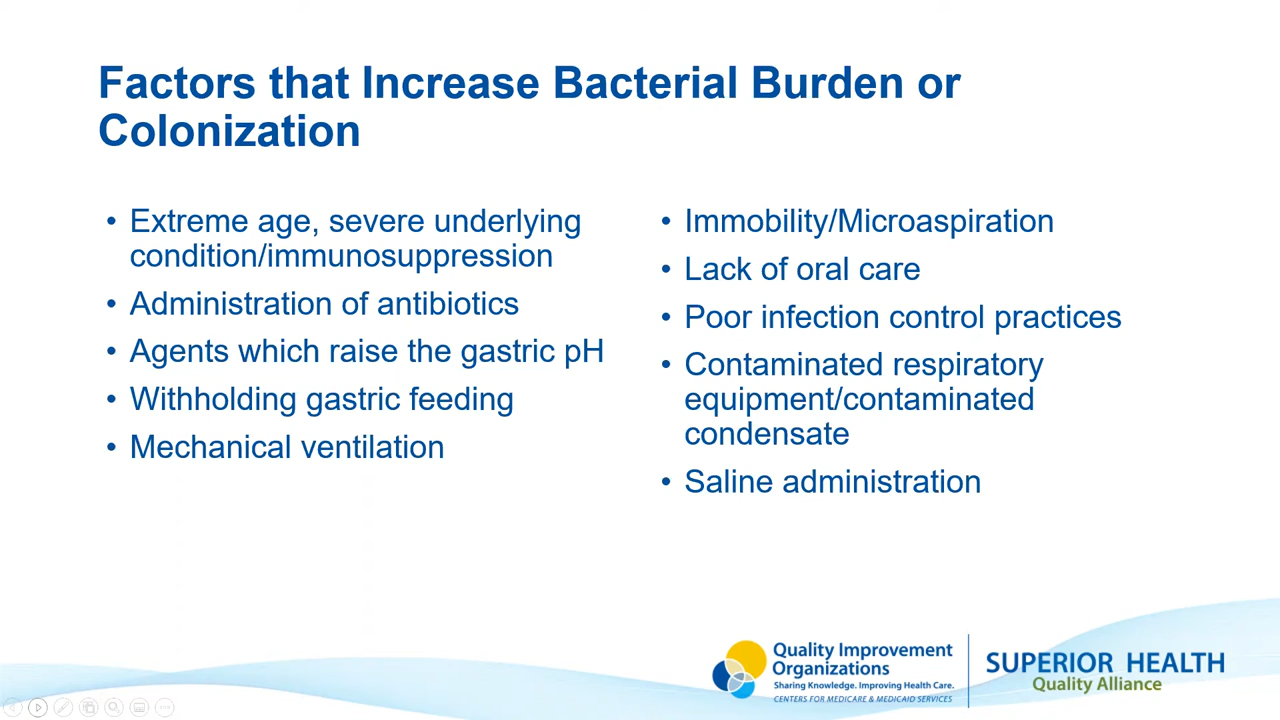 Factors that Increase Bacterial Burden or
Colonization
• Extreme age, severe underlying
condition/immunosuppression
• Administration of antibiotics
• Agents which raise the gastric pH
• Withholding gastric feeding
• Mechanical ventilation
• Immobility/Microaspiration
• Lack of oral care
• Poor infection control practices
• Contaminated respiratory
equipment/contaminated
condensate
• Saline administration
Quality Improvement
Organizations
Sharing Knowledge. Improving Health Care.
CENTERS FOR MEDICARE & MEDICAID SERVICES
SUPERIOR HEALTH
Quality Alliance